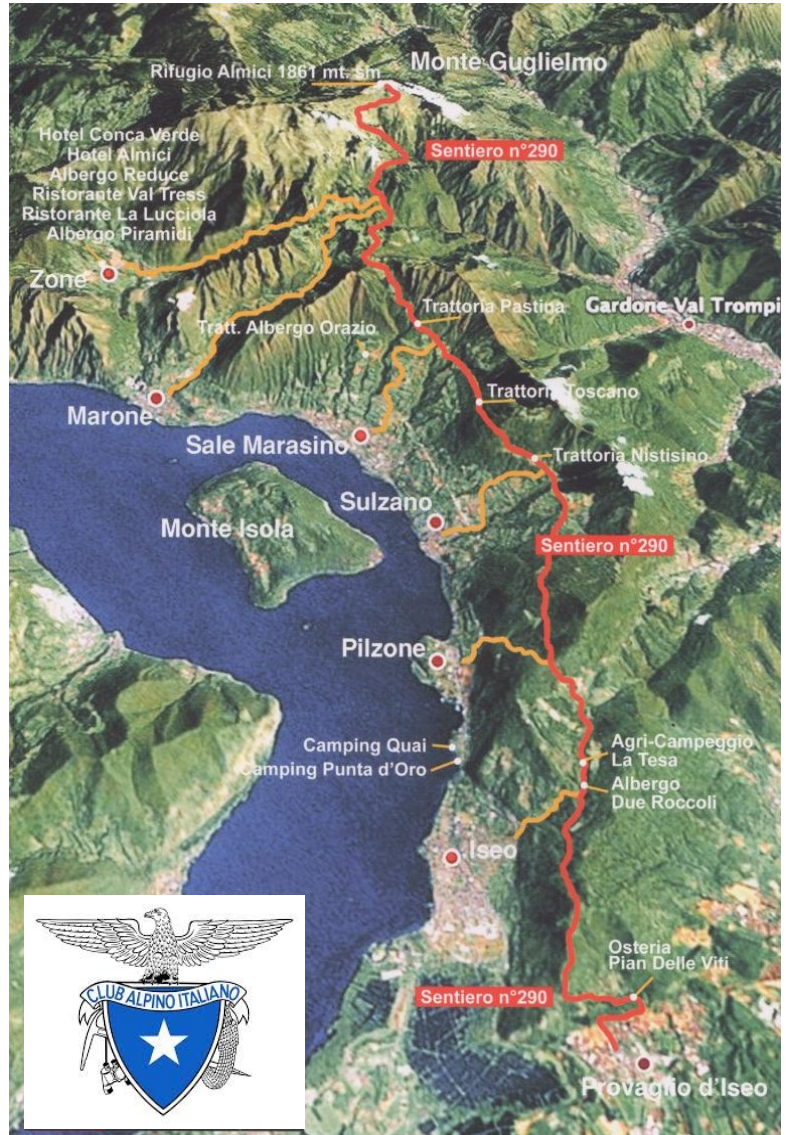 Monte Guglielmo
Rifugio Almici 1861 mt. sm
Hotel Conca Verde
Hotel Almici
Albergo Reduce
Ristorante Val Tress
Ristorante La Lucciola
Albergo Piramidi
Sentiero n°290
Zone
Trattoria Pastina
Gardone Val Trompi
Tratt. Albergo Orazio
Trattoria Toscano
Marone
Sale Marasino
Trattoria Nistisino
Sulzano
Monte Isola
Sentiero n°290
Pilzone
Camping Quai
Camping Punta d'Oro
Agri-Campeggio
La Tesa
Albergo
Due Roccoli
Iseo
Osteria
Pian Delle Viti
Sentiero n°290
Provaglio d'Iseo
CLUB ALPINO ITALIANO